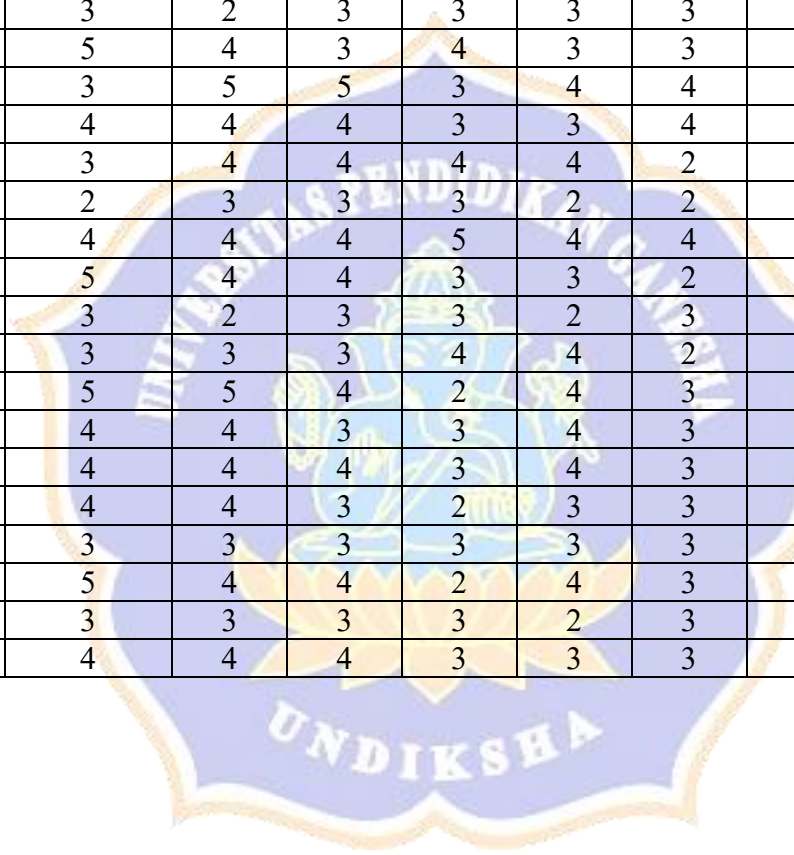 3 2 3 3 3 3
5 4 3 4 3 3
3 5 5 3 4 4
4 4 4 3 3 4
3 4 4 4 4 2
2 3 3 3 2 2
4 4 4 5 4 4
5 4 4 3 3 2
3 2 3 3 2 3
3 3 3 4 4 2
5 5 4 2 4 3
4 4 3 3 4 3
4 4 4 3 4 3
4 4 3 2 3 3
3 3 3 3 3 3
5 4 4 2 4 3
3 3 3 3 2 3
4 4 4 3 3 3
UNIVERSITAS PENDIDIKAN GANESHA
UNDIKSHA